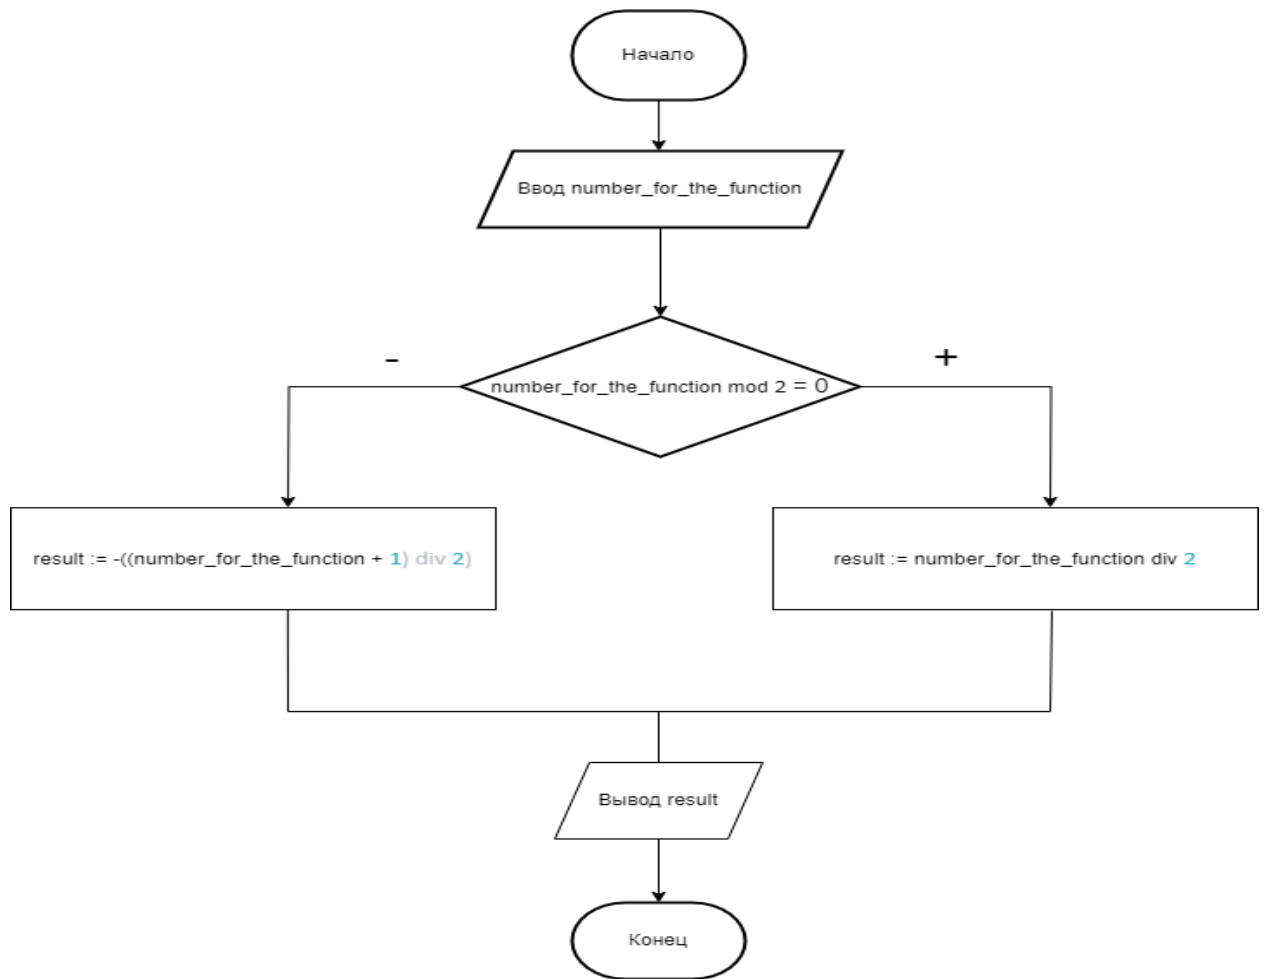 Начало
Ввод number_for_the_function
-
+
number_for_the_function mod 2 = 0
result := -((number_for_the_function + 1) div 2)
result := number_for_the_function div 2
Вывод result
Конец